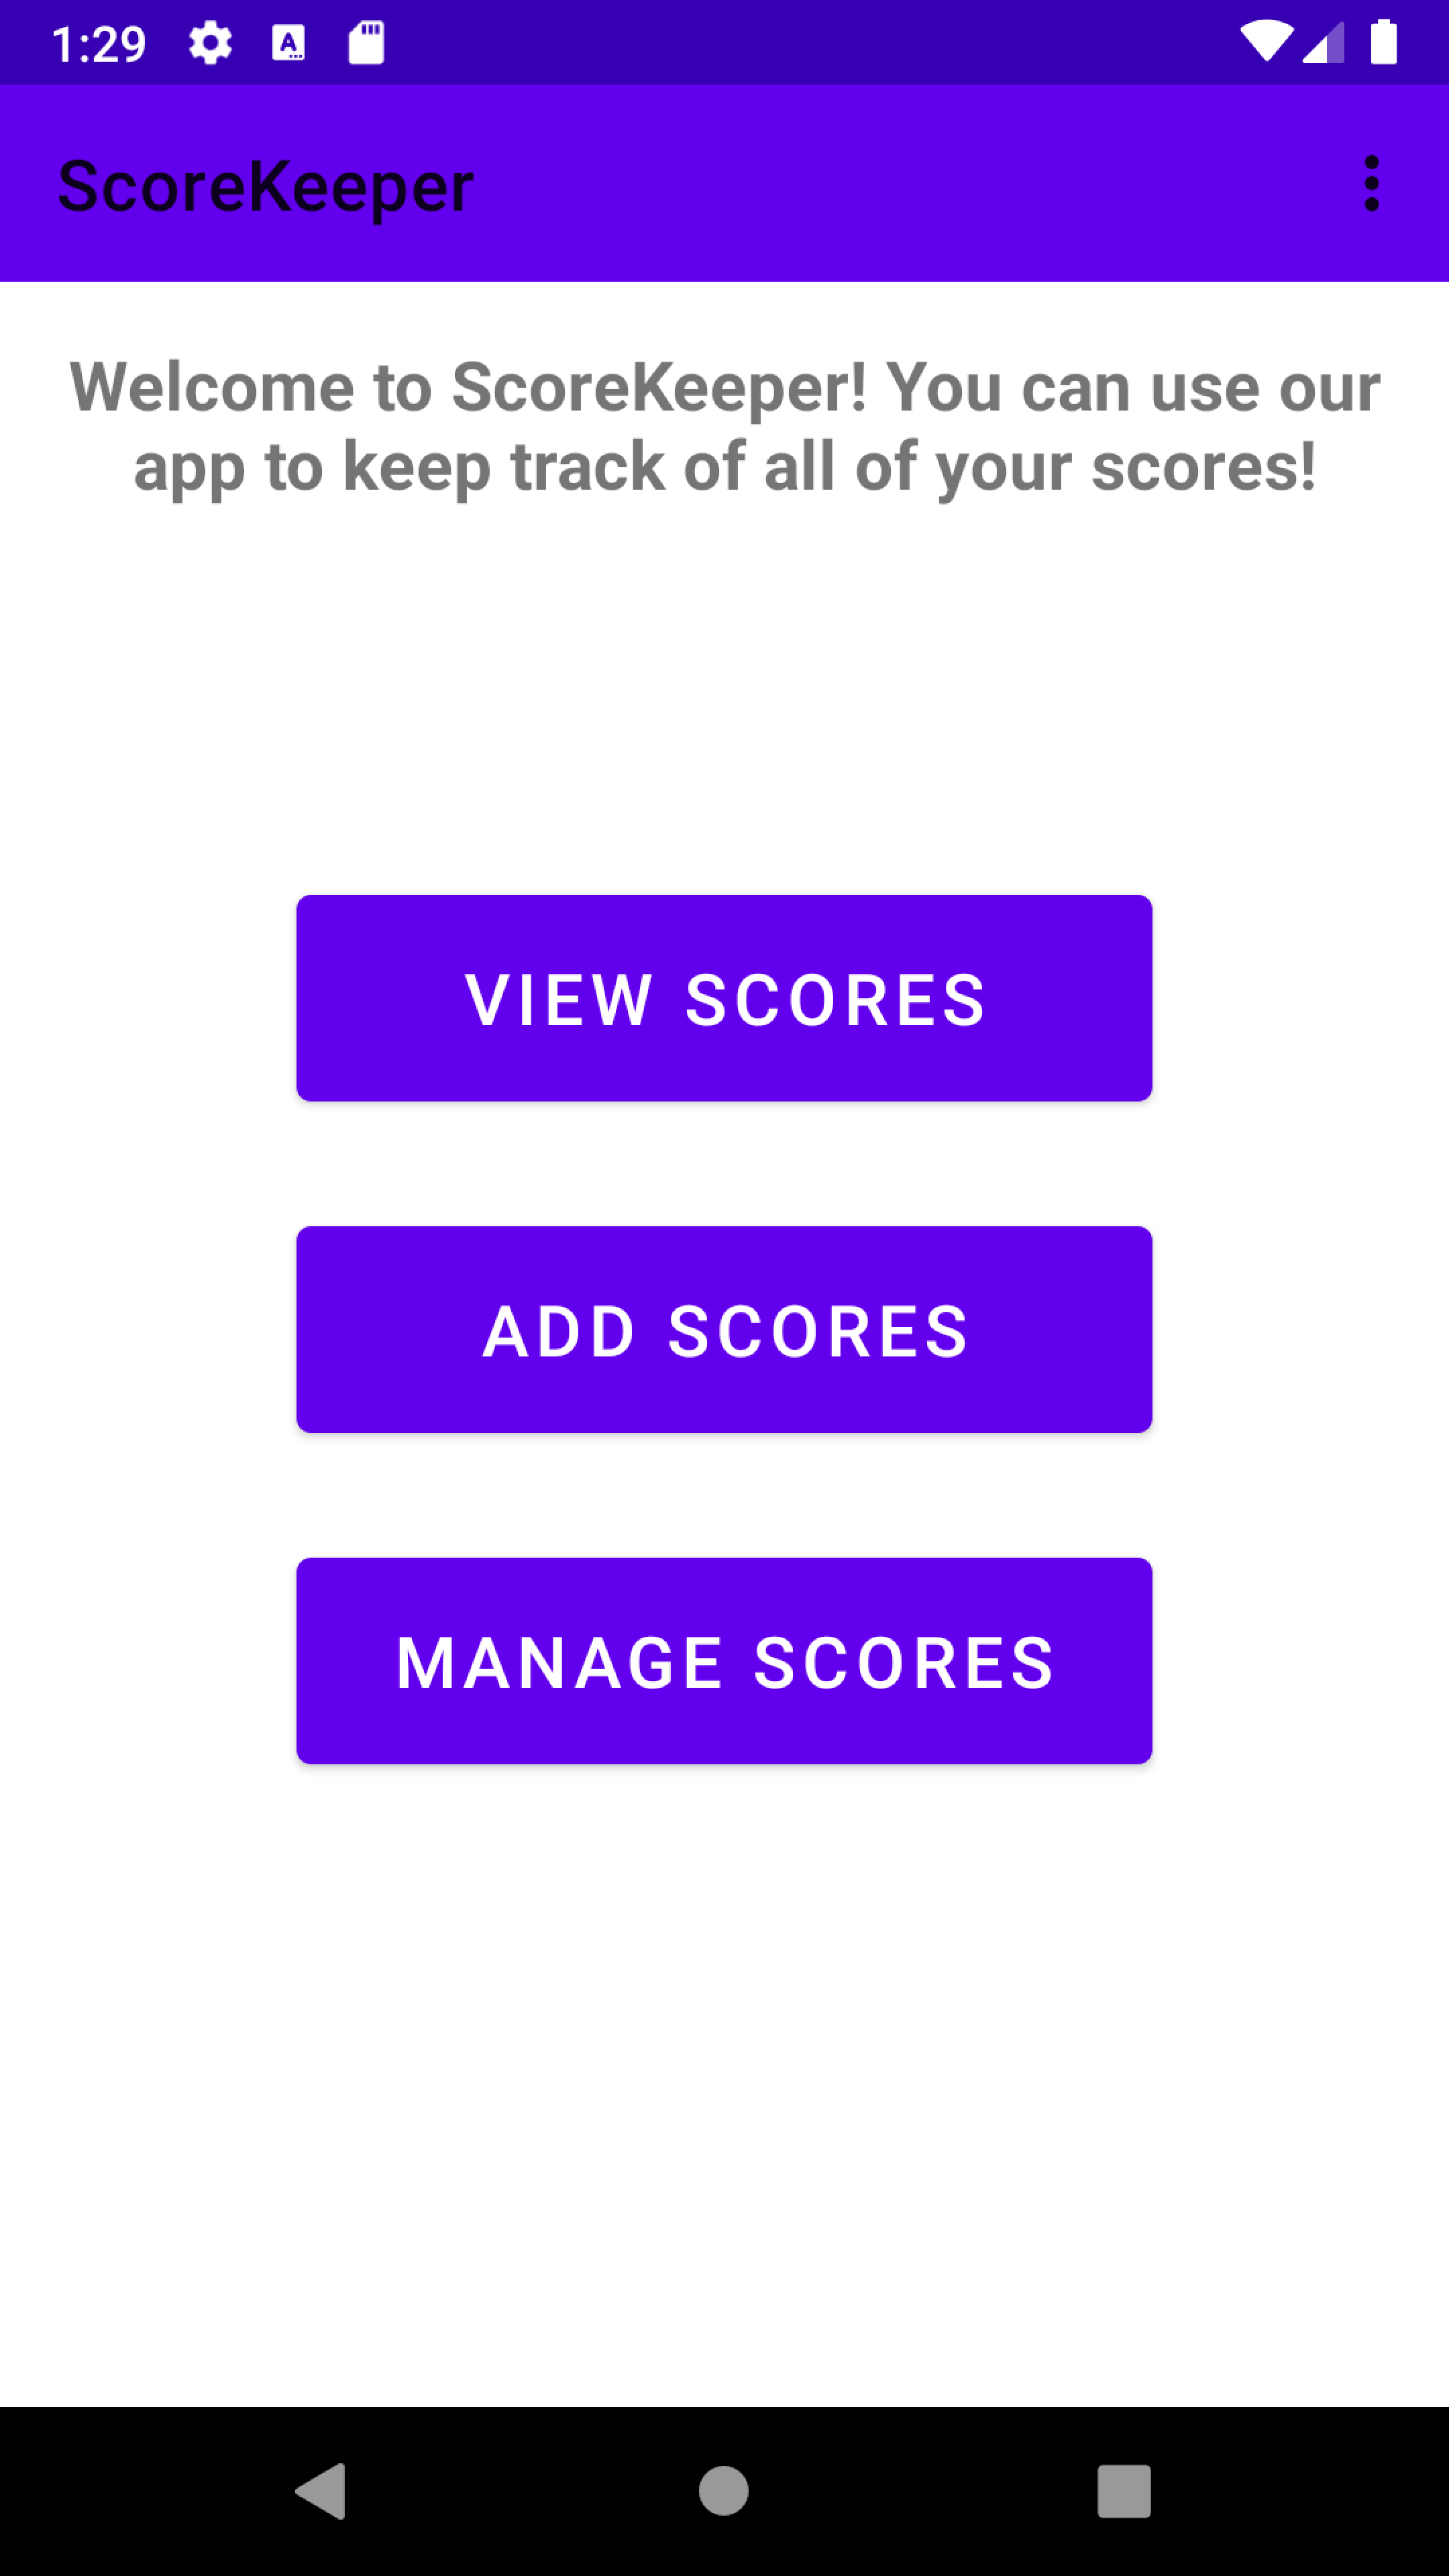 1:29
ScoreKeeper
Welcome to ScoreKeeper! You can use our
app to keep track of all of your scores!
VIEW SCORES
ADD SCORES
MANAGE SCORES